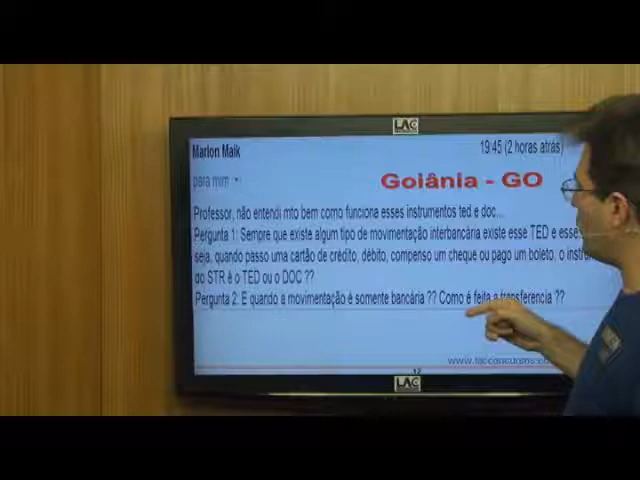 LAC
Marlon Maik
19:45 (2 horas atrás)
para mim
Goiânia - GO
Professor, não entendi mto bem como funciona esses instrumentos ted e doc...
Pergunta 1: Sempre que existe algum tipo de movimentação interbancária existe esse TED e esse
seja, quando passo uma cartão de crédito, débito, compenso um cheque ou pago um boleto, o
do STR é o TED ou o DOC ??
Pergunta 2: E quando a movimentação é somente bancária ?? Como é feita a transferencia ??
12
LAC